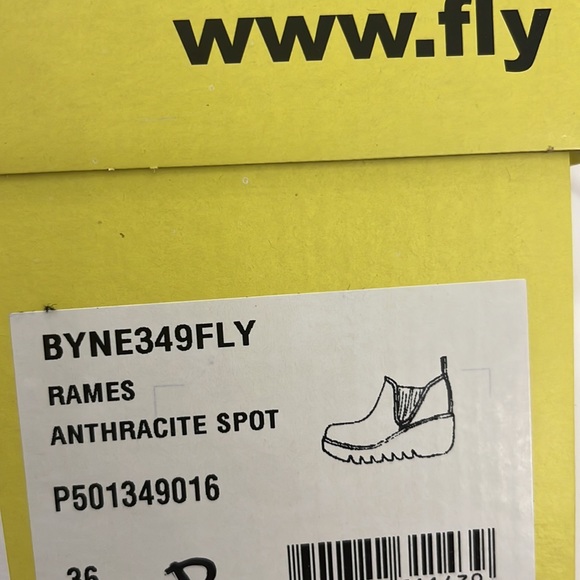 www.fly
BYNE349FLY
RAMES
ANTHRACITE SPOT
P501349016
36